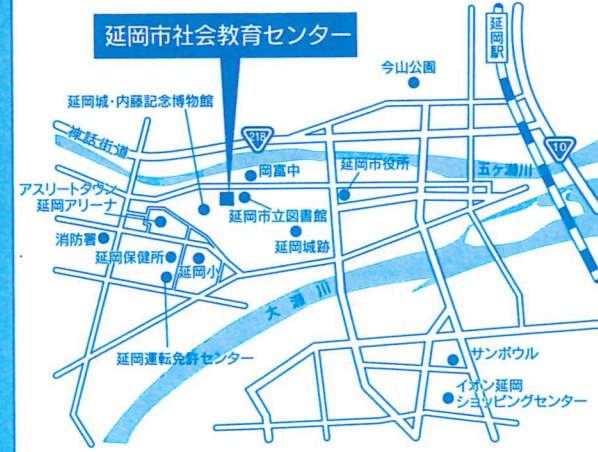 延岡市社会教育センター
延岡駅
今山公園
延岡城・内藤記念博物館
神話街道
218
10
岡富中
延岡市役所
五ヶ瀬川
アスリートタウン
延岡アリーナ
延岡市立図書館
消防署
延岡城跡
延岡保健所
延岡小
大瀬川
延岡運転免許センター
サンボウル
イオン延岡
ショッピングセンター